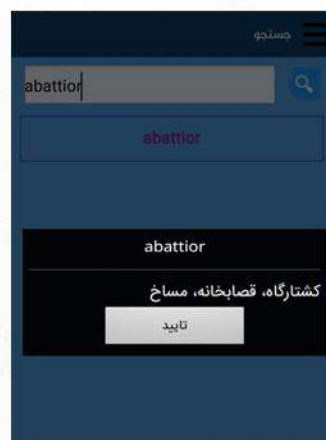 جستجو
abattior
abattior
abattior
کشتارگاه، قصابخانه، مساخ
تایید